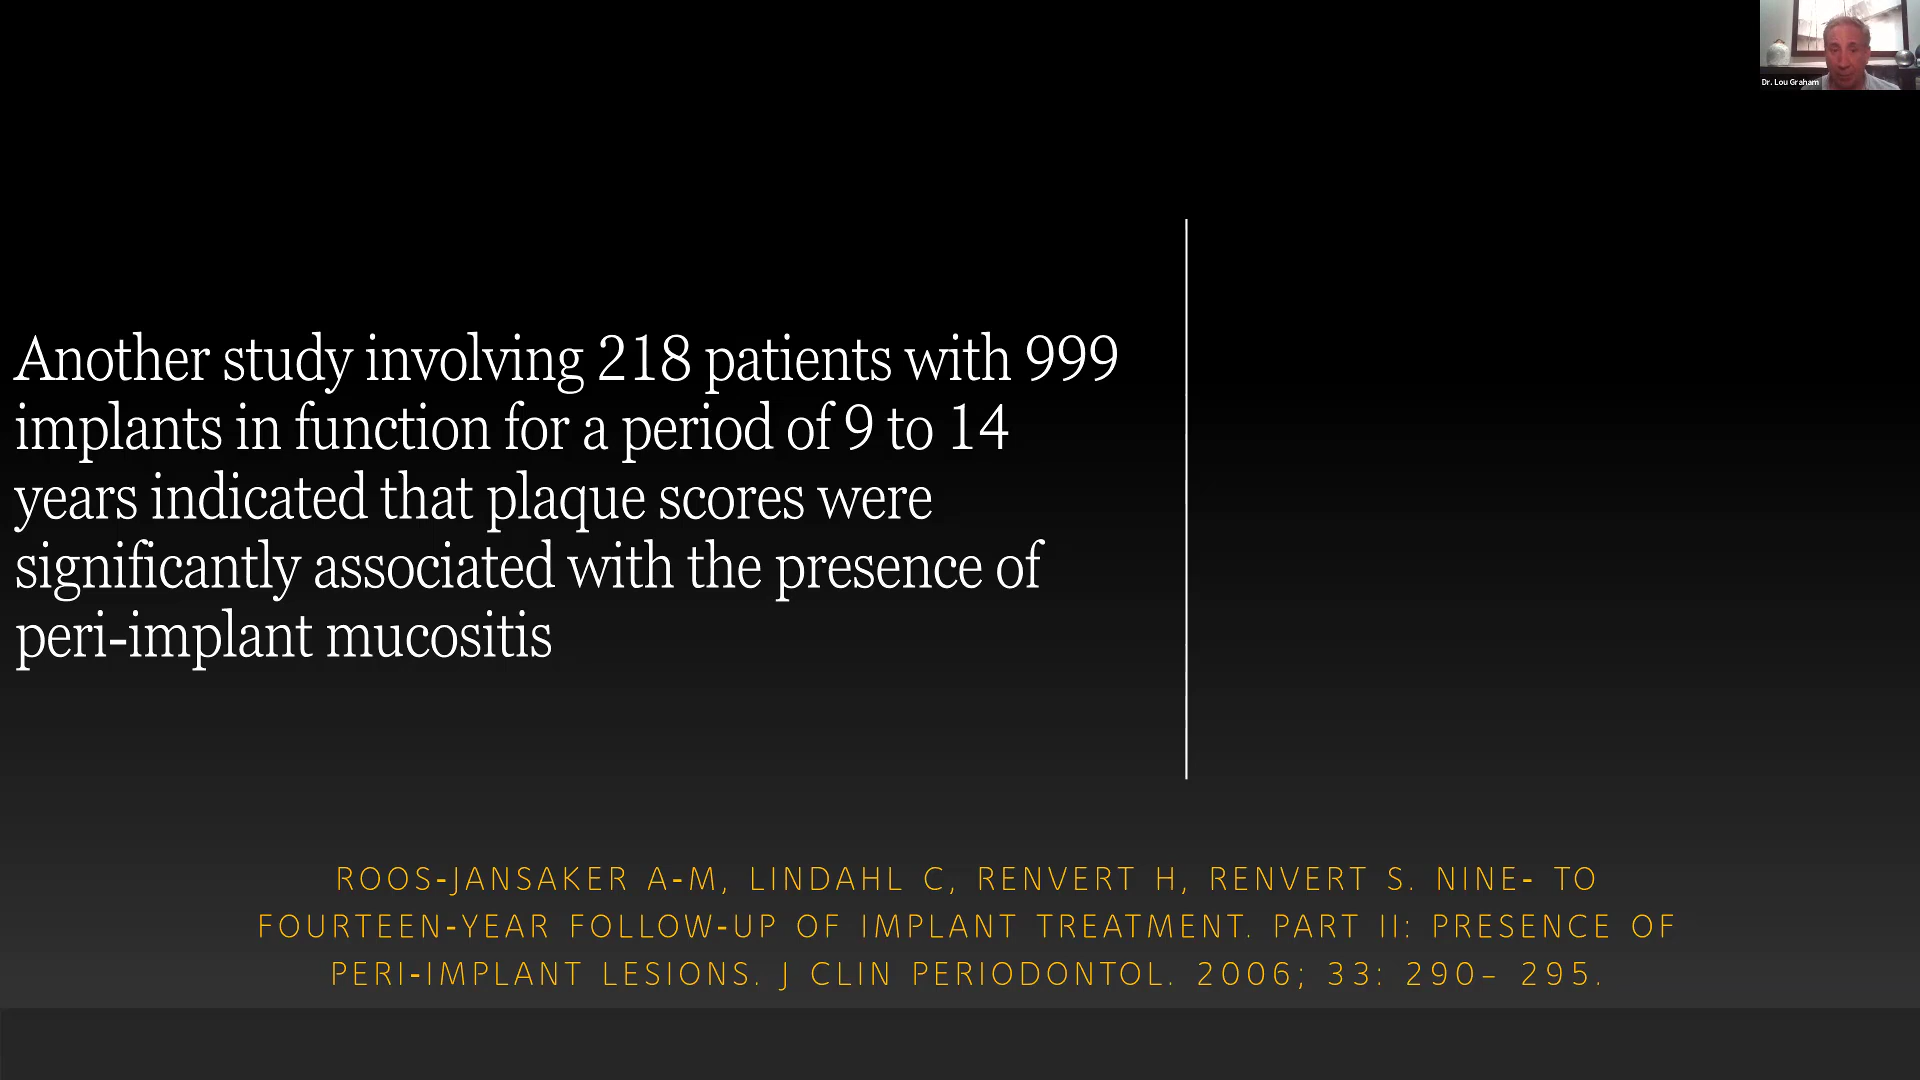 Dr. Lou Graham
Another study involving 218 patients with 999
implants in function for a period of 9 to 14
years indicated that plaque scores were
significantly associated with the presence of
peri-implant mucositis
ROOS-JANSAKER A-M, LINDAHL C, RENVERT H, RENVERT S. NINE- TO
FOURTEEN-YEAR FOLLOW-UP OF IMPLANT TREATMENT. PART II: PRESENCE OF
PERI-IMPLANT LESIONS. J CLIN PERIODONTOL. 2006; 33: 290– 295.